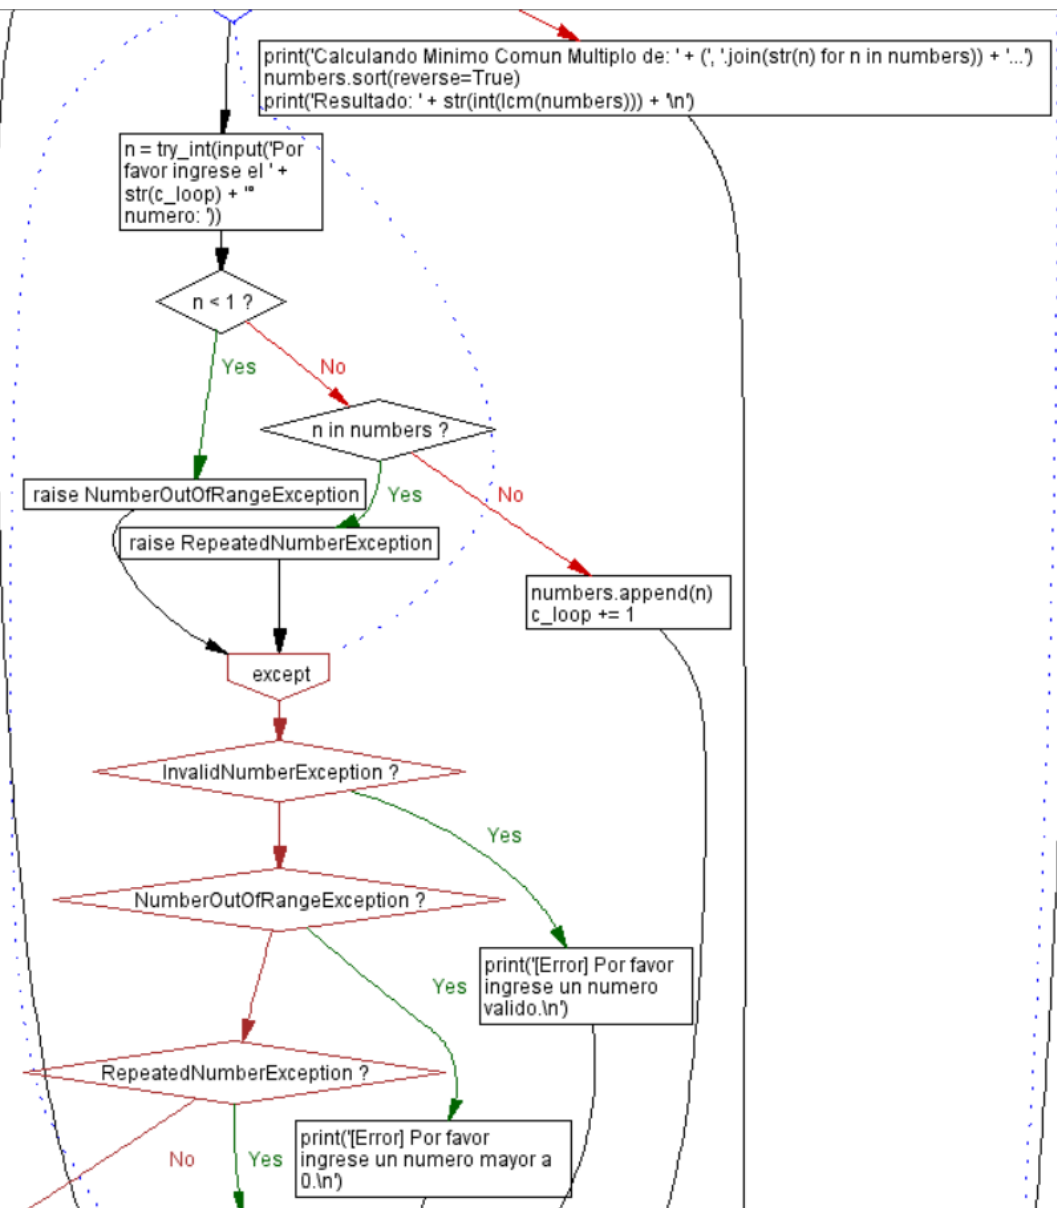 print('Calculando Minimo Comun Multiplo de: ' + (', '.join(str(n) for n in numbers)) + '...')
numbers.sort(reverse=True)
print('Resultado: ' + str(int(lcm(numbers))) + '\n')
n = try_int(input('Por
favor ingrese el ' +
str(c_loop) + '°
numero: '))
n < 1 ?
Yes
No
n in numbers ?
raise NumberOutOfRangeException
Yes
No
raise RepeatedNumberException
numbers.append(n)
c_loop += 1
except
InvalidNumberException ?
Yes
NumberOutOfRangeException ?
print('[Error] Por favor
ingrese un numero
valido.\n')
Yes
RepeatedNumberException ?
print('[Error] Por favor
ingrese un numero mayor a
0.\n')
No
Yes